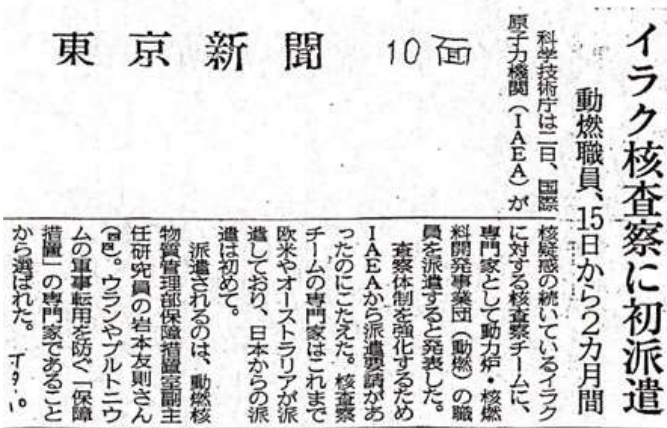 東京新聞 10面
イラク核査察に初派遣
動燃職員、15日から2カ月間
科学技術庁は二日、国際
原子力機関（IAEA）が
核疑惑の続いているイラク
に対する核査察チームに、
専門家として動力炉・核燃
料開発事業団（動燃）の職
員を派遣すると発表した。
査察体制を強化するため
IAEAから派遣要請があ
ったのにこたえた。核査察
チームの専門家はこれまで
欧米やオーストラリアが派
遣しており、日本からの派
遣は初めて。
派遣されるのは、動燃核
物質管理部保障措置室副主
任研究員の岩本友則さん
。ウランやプルトニウ
ムの軍事転用を防ぐ「保障
措置」の専門家であること
から選ばれた。